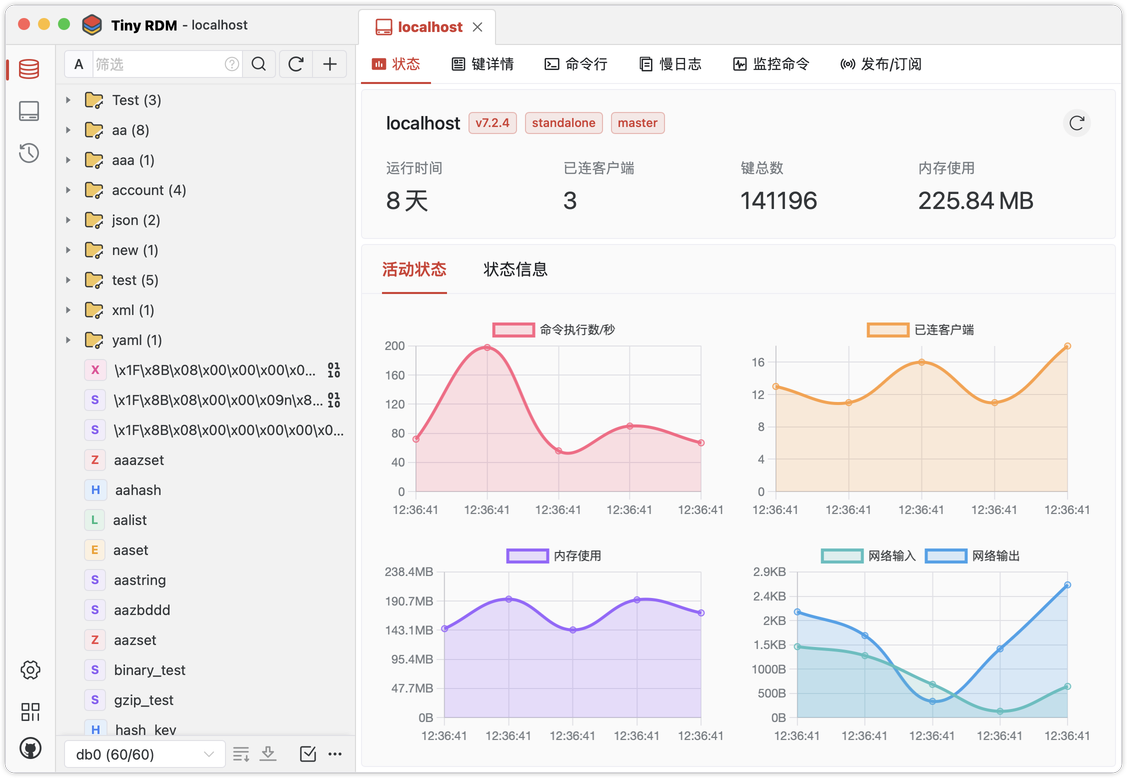 Tiny RDM - localhost
localhost
A 筛选
状态 键详情 命令行 慢日志 监控命令 发布/订阅
Test (3)
aa (8)
aaa (1)
account (4)
json (2)
new (1)
test (5)
xml (1)
yaml (1)
X \x1F\x8B\x08\x00\x00\x00\x0... 01 10
S \x1F\x8B\x08\x00\x00\x09n\x8... 01 10
S \x1F\x8B\x08\x00\x00\x00\x00\x0...
Z aaazset
H aahash
L aalist
E aaset
S aastring
S aazbddd
Z aazset
S binary_test
S gzip_test
H hash_key
db0 (60/60)
localhost v7.2.4 standalone master
运行时间 已连客户端 键总数 内存使用
8 天 3 141196 225.84 MB
活动状态 状态信息
命令执行数/秒
200
160
120
80
40
0
12:36:41 12:36:41 12:36:41 12:36:41 12:36:41
已连客户端
16
12
8
4
0
12:36:41 12:36:41 12:36:41 12:36:41 12:36:41
内存使用
238.4MB
190.7MB
143.1MB
95.4MB
47.7MB
0B
12:36:41 12:36:41 12:36:41 12:36:41 12:36:41
网络输入 网络输出
2.9KB
2.4KB
2KB
1.5KB
1000B
500B
0B
12:36:41 12:36:41 12:36:41 12:36:41 12:36:41